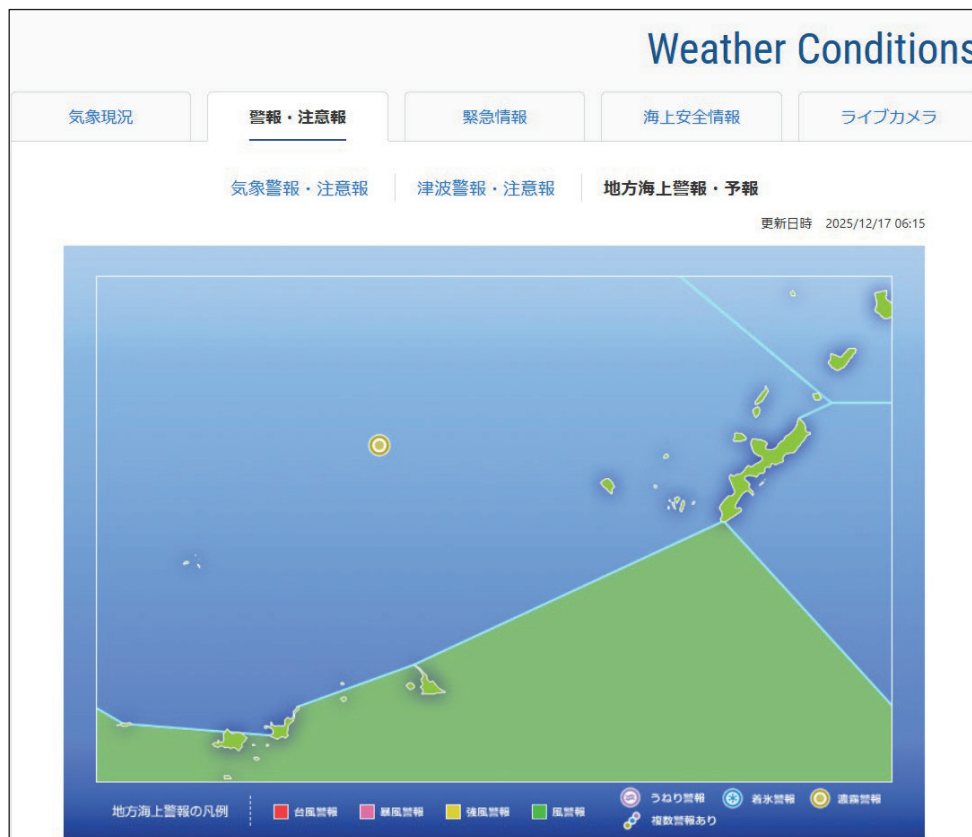 Weather Conditions
気象現況 警報・注意報 緊急情報 海上安全情報 ライブカメラ
気象警報・注意報 津波警報・注意報 地方海上警報・予報
更新日時 2025/12/17 06:15
地方海上警報の凡例 台風警報 暴風警報 強風警報 風警報 うねり警報 着氷警報 濃霧警報
複数警報あり